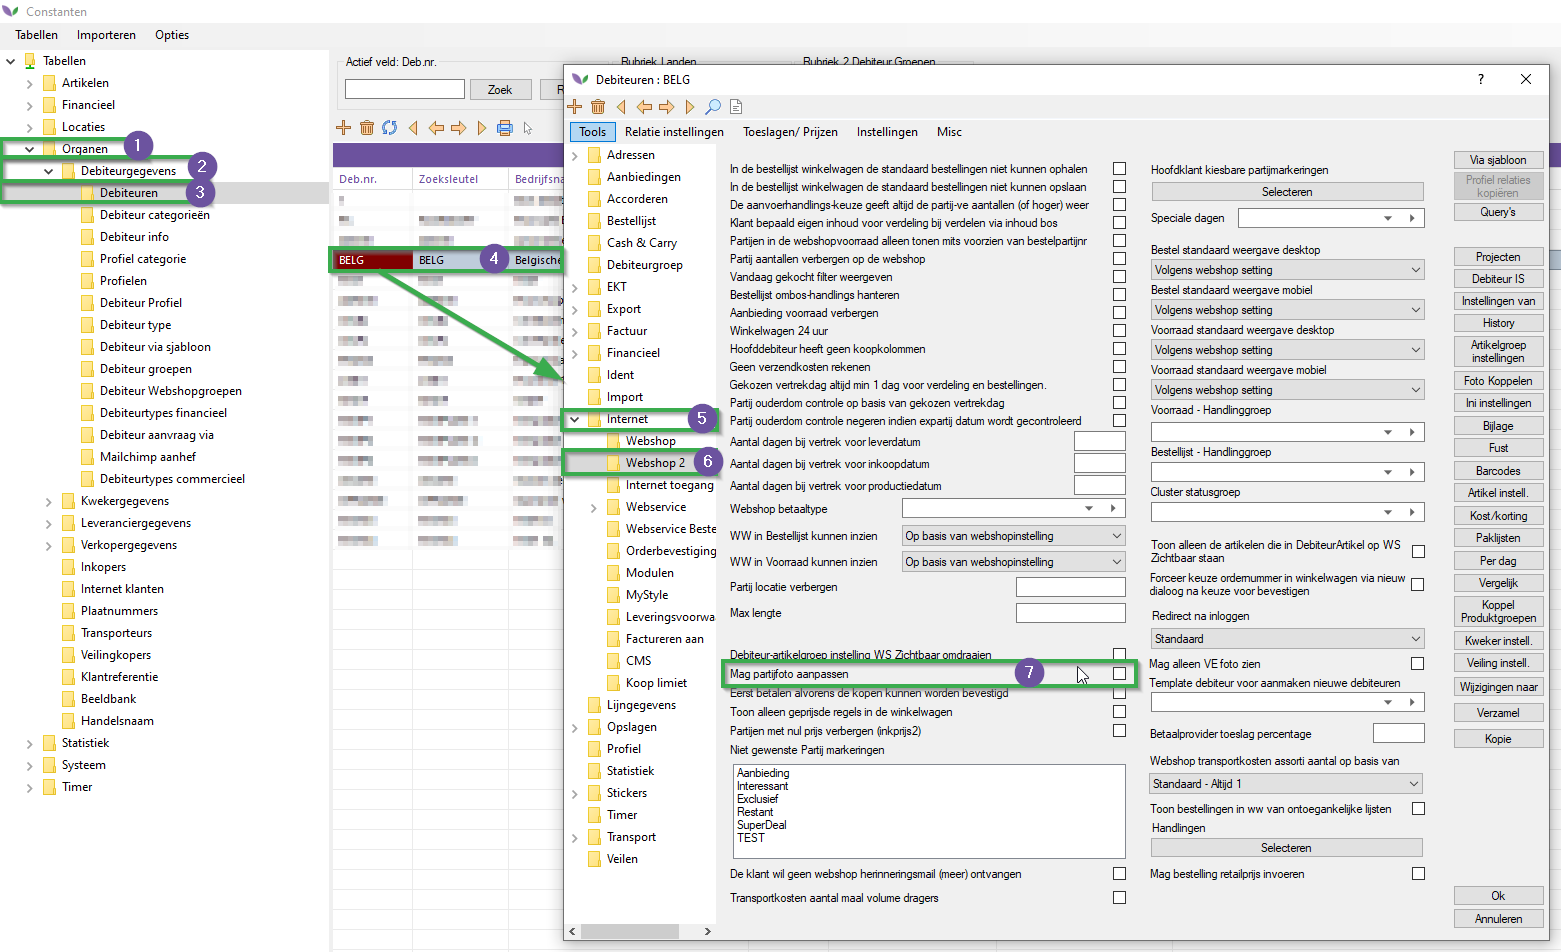 Constanten
Tabellen Importeren Opties
Tabellen
Artikelen
Financieel
Locaties
Organen 1
Debiteurgegevens 2
Debiteuren 3
Debiteur categorieën
Debiteur info
Profiel categorie
Profielen
Debiteur Profiel
Debiteur type
Debiteur via sjabloon
Debiteur groepen
Debiteur Webshopgroepen
Debiteurtypes financieel
Debiteur aanvraag via
Mailchimp aanhef
Debiteurtypes commercieel
Kwekergegevens
Leveranciergegevens
Verkopergegevens
Inkopers
Internet klanten
Plaatnummers
Transporteurs
Veilingkopers
Klantreferentie
Beeldbank
Handelsnaam
Statistiek
Systeem
Timer
Actief veld: Deb.nr.
Rubriek Landen
Rubriek 2 Debiteur Groepen
Zoek
Deb.nr. Zoeksleutel Bedrijfsna
BELG BELG 4 Belgische
Debiteuren : BELG
Tools Relatie instellingen Toeslagen/ Prijzen Instellingen Misc
Adressen
Aanbiedingen
Accorderen
Bestellijst
Cash & Carry
Debiteurgroep
EKT
Export
Factuur
Financieel
Ident
Import
Internet 5
Webshop
Webshop 2 6
Internet toegang
Webservice
Webservice Beste
Orderbevestiging
Modulen
MyStyle
Leveringsvoorwa
Factureren aan
CMS
Koop limiet
Lijngegevens
Opslagen
Profiel
Statistiek
Stickers
Timer
Transport
Veilen
In de bestellijst winkelwagen de standaard bestellingen niet kunnen ophalen
In de bestellijst winkelwagen de standaard bestellingen niet kunnen opslaan
De aanvoerhandlings-keuze geeft altijd de partij-ve aantallen (of hoger) weer
Klant bepaald eigen inhoud voor verdeling bij verdelen via inhoud bos
Partijen in de webshopvoorraad alleen tonen mits voorzien van bestelpartijnr
Partij aantallen verbergen op de webshop
Vandaag gekocht filter weergeven
Bestellijst ombos-handlings hanteren
Aanbieding voorraad verbergen
Winkelwagen 24 uur
Hoofddebiteur heeft geen koopkolommen
Geen verzendkosten rekenen
Gekozen vertrekdag altijd min 1 dag voor verdeling en bestellingen.
Partij ouderdom controle op basis van gekozen vertrekdag
Partij ouderdom controle negeren indien expartij datum wordt gecontroleerd
Aantal dagen bij vertrek voor leverdatum
Aantal dagen bij vertrek voor inkoopdatum
Aantal dagen bij vertrek voor productiedatum
Webshop betaaltype
WW in Bestellijst kunnen inzien Op basis van webshopinstelling
WW in Voorraad kunnen inzien Op basis van webshopinstelling
Partij locatie verbergen
Max lengte
Debiteur-artikelgroep instelling WS Zichtbaar omdraaien
Mag partijfoto aanpassen 7
Eerst betalen alvorens de kopen kunnen worden bevestigd
Toon alleen geprijsde regels in de winkelwagen
Partijen met nul prijs verbergen (inkprijs2)
Niet gewenste Partij markeringen
Aanbieding
Interessant
Exclusief
Restant
SuperDeal
TEST
De klant wil geen webshop herinneringsmail (meer) ontvangen
Transportkosten aantal maal volume dragers
Hoofdklant kiesbare partijmarkeringen
Selecteren
Speciale dagen
Bestel standaard weergave desktop
Volgens webshop setting
Bestel standaard weergave mobiel
Volgens webshop setting
Voorraad standaard weergave desktop
Volgens webshop setting
Voorraad standaard weergave mobiel
Volgens webshop setting
Voorraad - Handlinggroep
Bestellijst - Handlinggroep
Cluster statusgroep
Toon alleen de artikelen die in DebiteurArtikel op WS
Zichtbaar staan
Forceer keuze ordernummer in winkelwagen via nieuw
dialoog na keuze voor bevestigen
Redirect na inloggen
Standaard
Mag alleen VE foto zien
Template debiteur voor aanmaken nieuwe debiteuren
Betaalprovider toeslag percentage
Webshop transportkosten assorti aantal op basis van
Standaard - Altijd 1
Toon bestellingen in ww van ontoegankelijke lijsten
Handlingen
Selecteren
Mag bestelling retailprijs invoeren
Via sjabloon
Profiel relaties
kopiëren
Query's
Projecten
Debiteur IS
Instellingen van
History
Artikelgroep
instellingen
Foto Koppelen
Ini instellingen
Bijlage
Fust
Barcodes
Artikel instell.
Kost/korting
Paklijsten
Per dag
Vergelijk
Koppel
Produktgroepen
Kweker instell.
Veiling instell.
Wijzigingen naar
Verzamel
Kopie
Ok
Annuleren